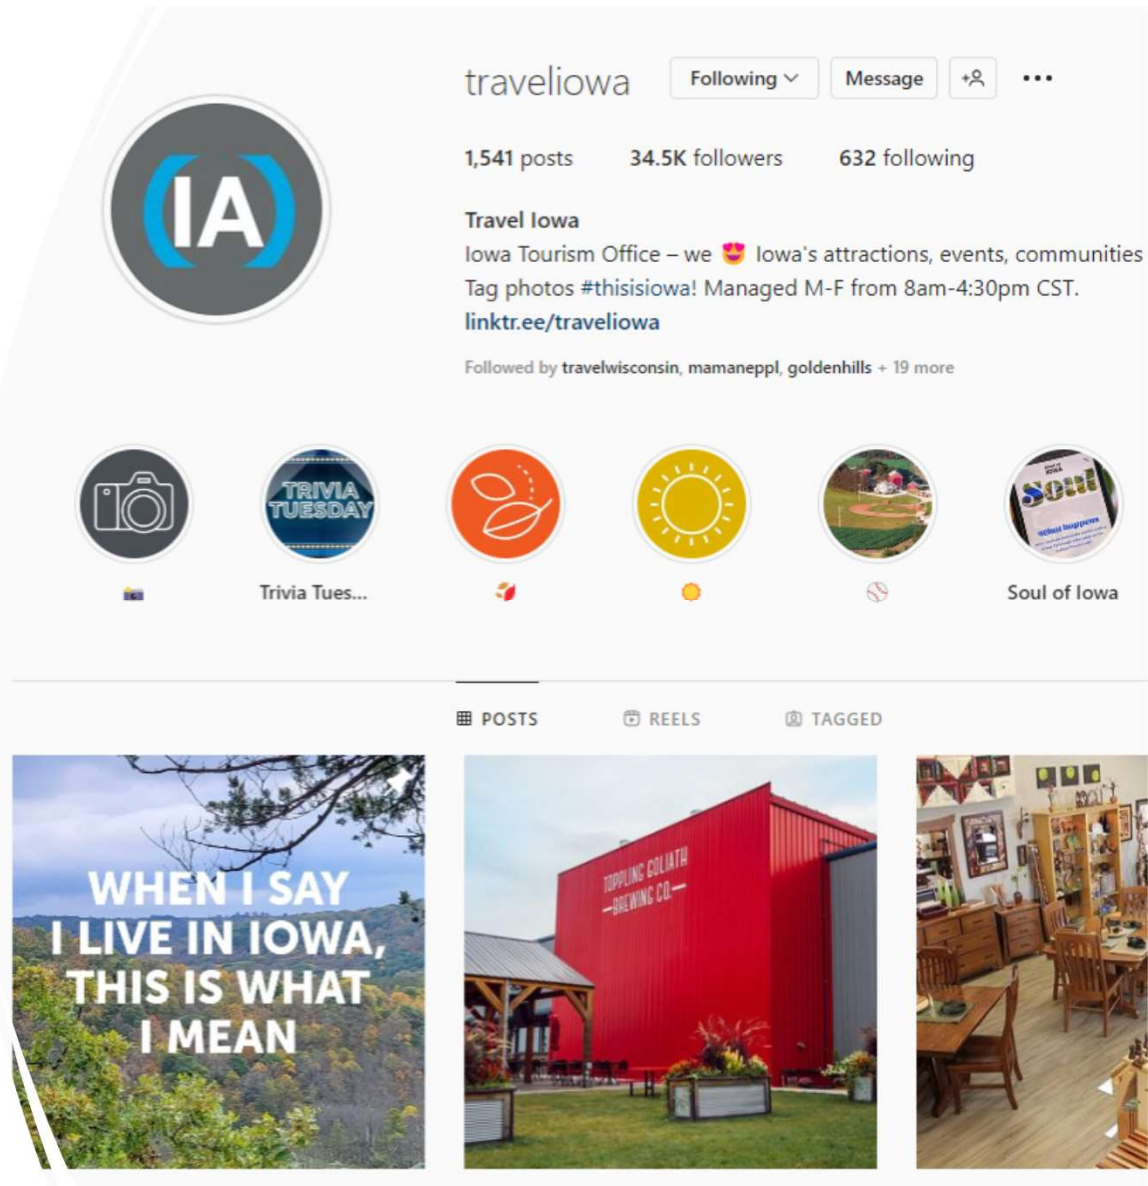 traveliowa Following Message
1,541 posts 34.5K followers 632 following
Travel Iowa
Iowa Tourism Office – we 😍 Iowa's attractions, events, communities
Tag photos #thisisiowa! Managed M-F from 8am-4:30pm CST.
linktr.ee/traveliowa
Followed by travelwisconsin, mamaneppl, goldenhills + 19 more
(IA)
TRIVIA
TUESDAY
Soul
What happens
Trivia Tues...
Soul of Iowa
POSTS REELS TAGGED
WHEN I SAY
I LIVE IN IOWA,
THIS IS WHAT
I MEAN
TOPPLING GOLIATH
BREWING CO.